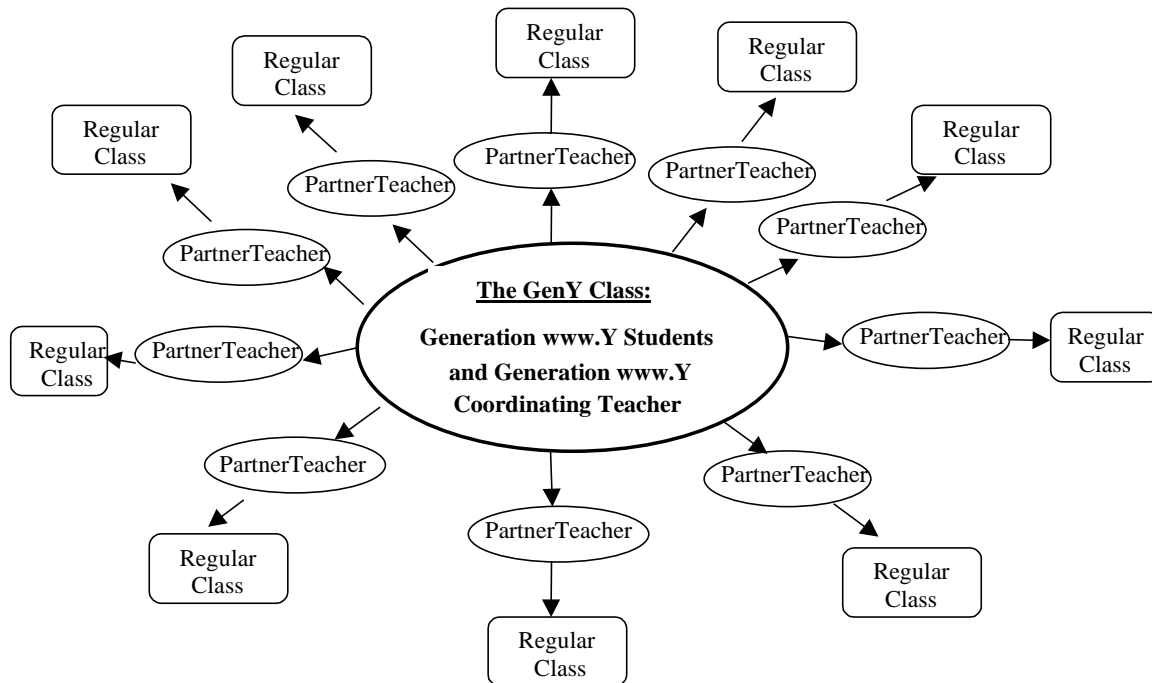 Regular
Class
Regular
Class
Regular
Class
Regular
Class
Regular
Class
Regular
Class
PartnerTeacher
PartnerTeacher
PartnerTeacher
PartnerTeacher
PartnerTeacher
The GenY Class:
Generation www.Y Students
and Generation www.Y
Coordinating Teacher
Regular
Class
PartnerTeacher
PartnerTeacher
Regular
Class
PartnerTeacher
PartnerTeacher
PartnerTeacher
Regular
Class
Regular
Class
Regular
Class